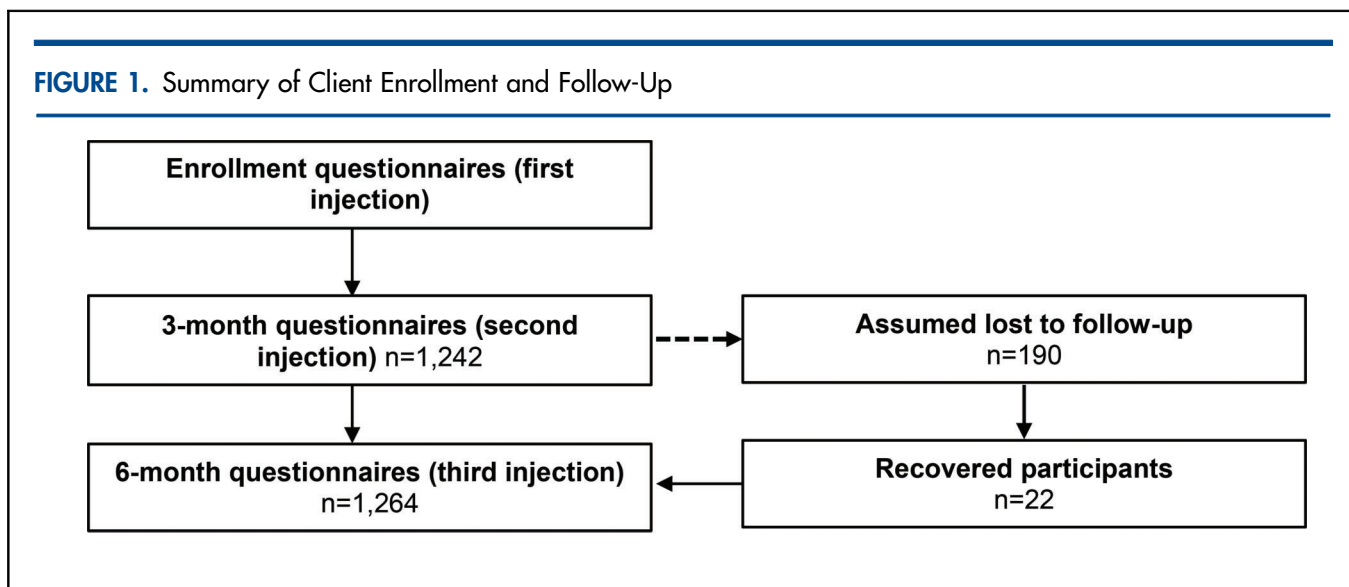 FIGURE 1. Summary of Client Enrollment and Follow-Up
Enrollment questionnaires (first
injection)
3-month questionnaires (second
injection) n=1,242
Assumed lost to follow-up
n=190
6-month questionnaires (third injection)
n=1,264
Recovered participants
n=22